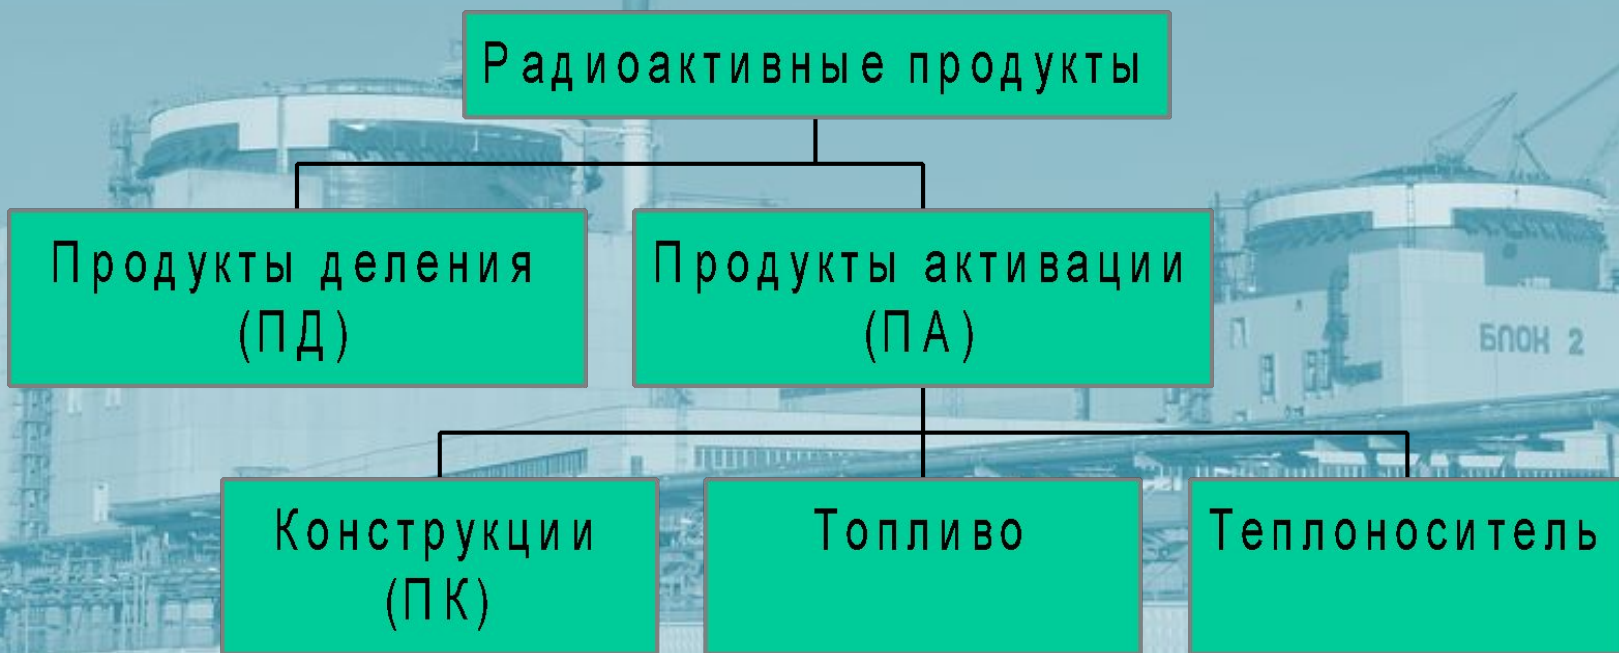 Радиоактивные продукты
Продукты деления
(ПД)
Продукты активации
(ПА)
БЛОК 2
Конструкции
(ПК)
Топливо
Теплоноситель